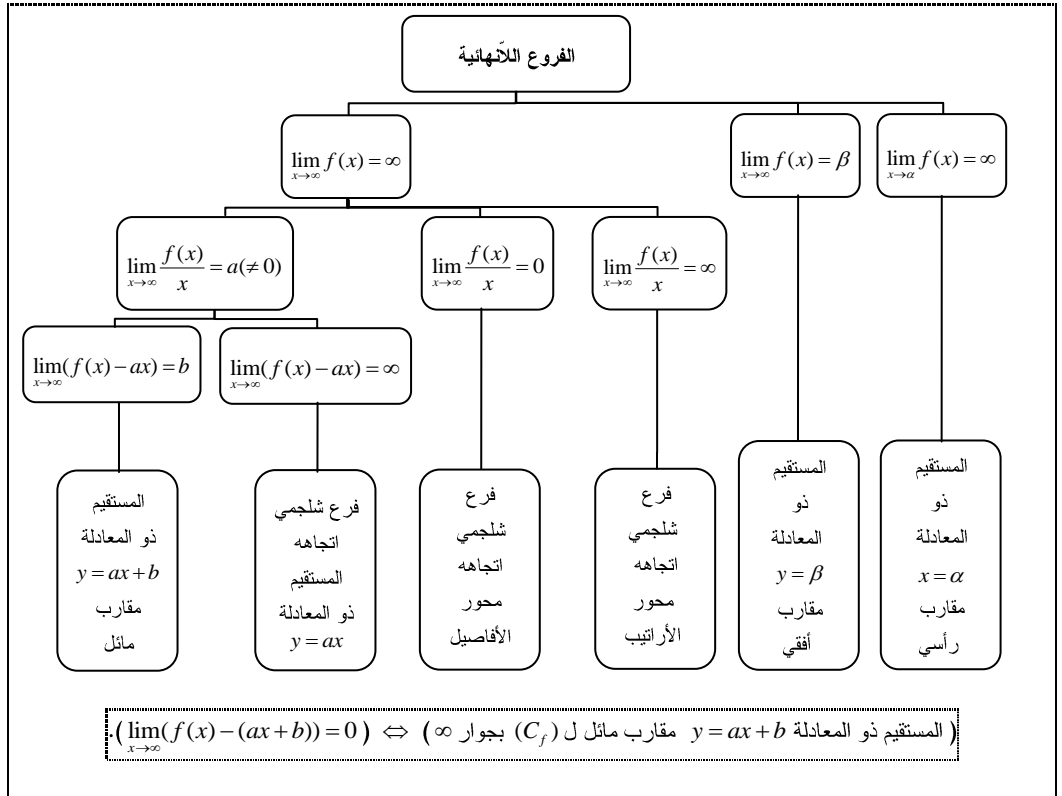 الفروع اللاّنهائية
lim_{x→α} f(x) = ∞
lim_{x→∞} f(x) = β
lim_{x→∞} f(x) = ∞
lim_{x→∞} f(x)/x = ∞
lim_{x→∞} f(x)/x = 0
lim_{x→∞} f(x)/x = a(≠ 0)
lim_{x→∞} (f(x) − ax) = ∞
lim_{x→∞} (f(x) − ax) = b
المستقيم
ذو
المعادلة
x = α
مقارب
رأسي
المستقيم
ذو
المعادلة
y = β
مقارب
أفقي
فرع
شلجمي
اتجاهه
محور
الأراتيب
فرع
شلجمي
اتجاهه
محور
الأفاصيل
فرع شلجمي
اتجاهه
المستقيم
ذو المعادلة
y = ax
المستقيم
ذو المعادلة
y = ax + b
مقارب
مائل
( المستقيم ذو المعادلة y = ax + b مقارب مائل ل (C_f) بجوار ∞ ) ⇔ ( lim_{x→∞} (f(x) − (ax + b)) = 0 ).